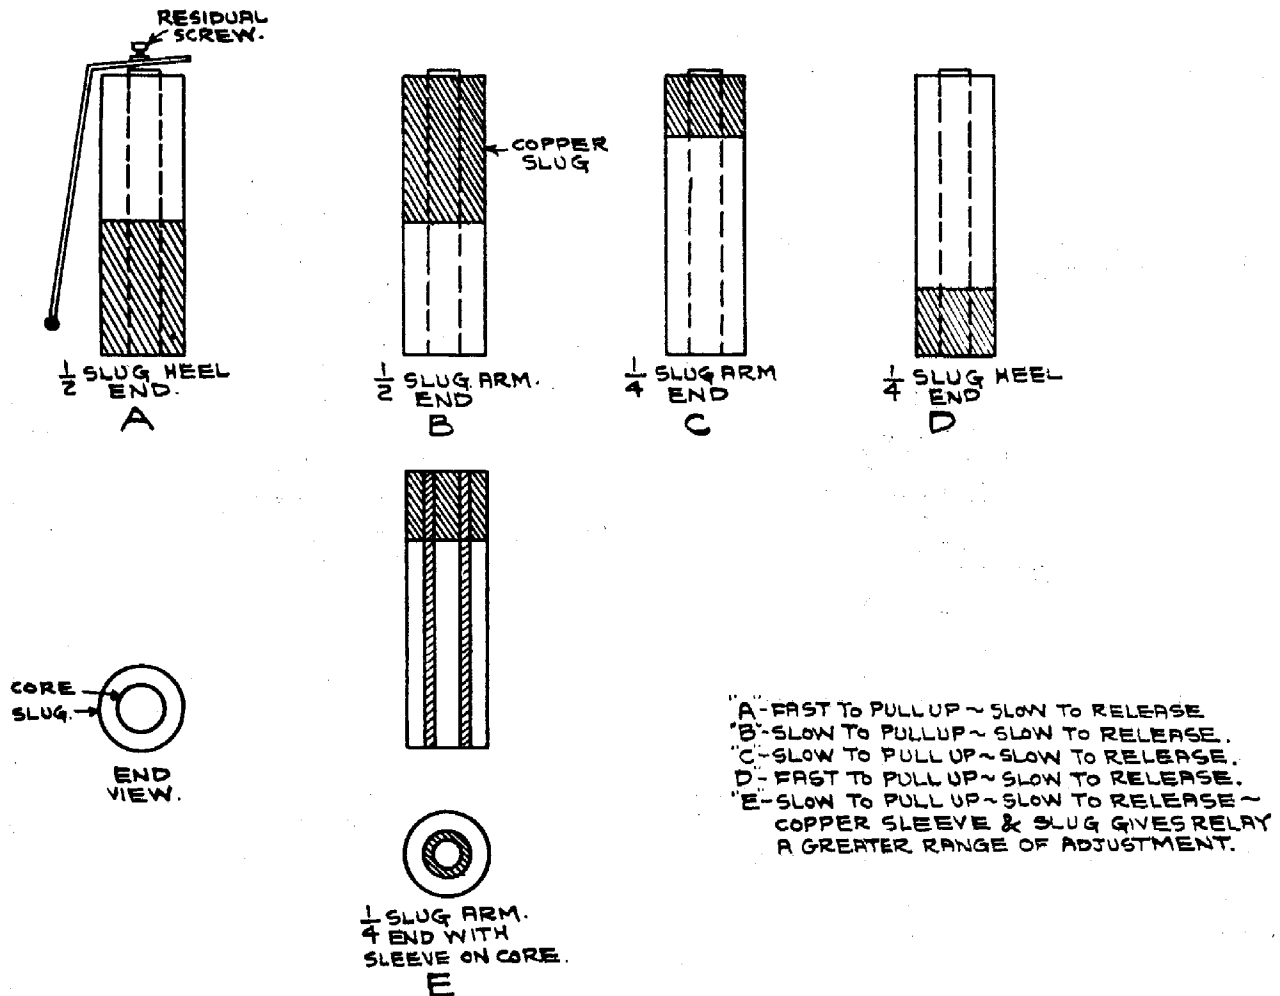 RESIDUAL
SCREW.
COPPER
SLUG
1/2 SLUG HEEL
END.
A
1/2 SLUG ARM.
END
B
1/4 SLUG ARM
END
C
1/4 SLUG HEEL
END
D
CORE
SLUG.
END
VIEW.
1/4 SLUG ARM.
END WITH
SLEEVE ON CORE.
E
"A"-FAST TO PULL UP~SLOW TO RELEASE
"B"-SLOW TO PULLUP~SLOW TO RELEASE.
"C"-SLOW TO PULL UP~SLOW TO RELEASE.
D"-FAST TO PULL UP~SLOW TO RELEASE.
"E"-SLOW TO PULL UP~SLOW TO RELEASE~
COPPER SLEEVE & SLUG GIVES RELAY
A GREATER RANGE OF ADJUSTMENT.